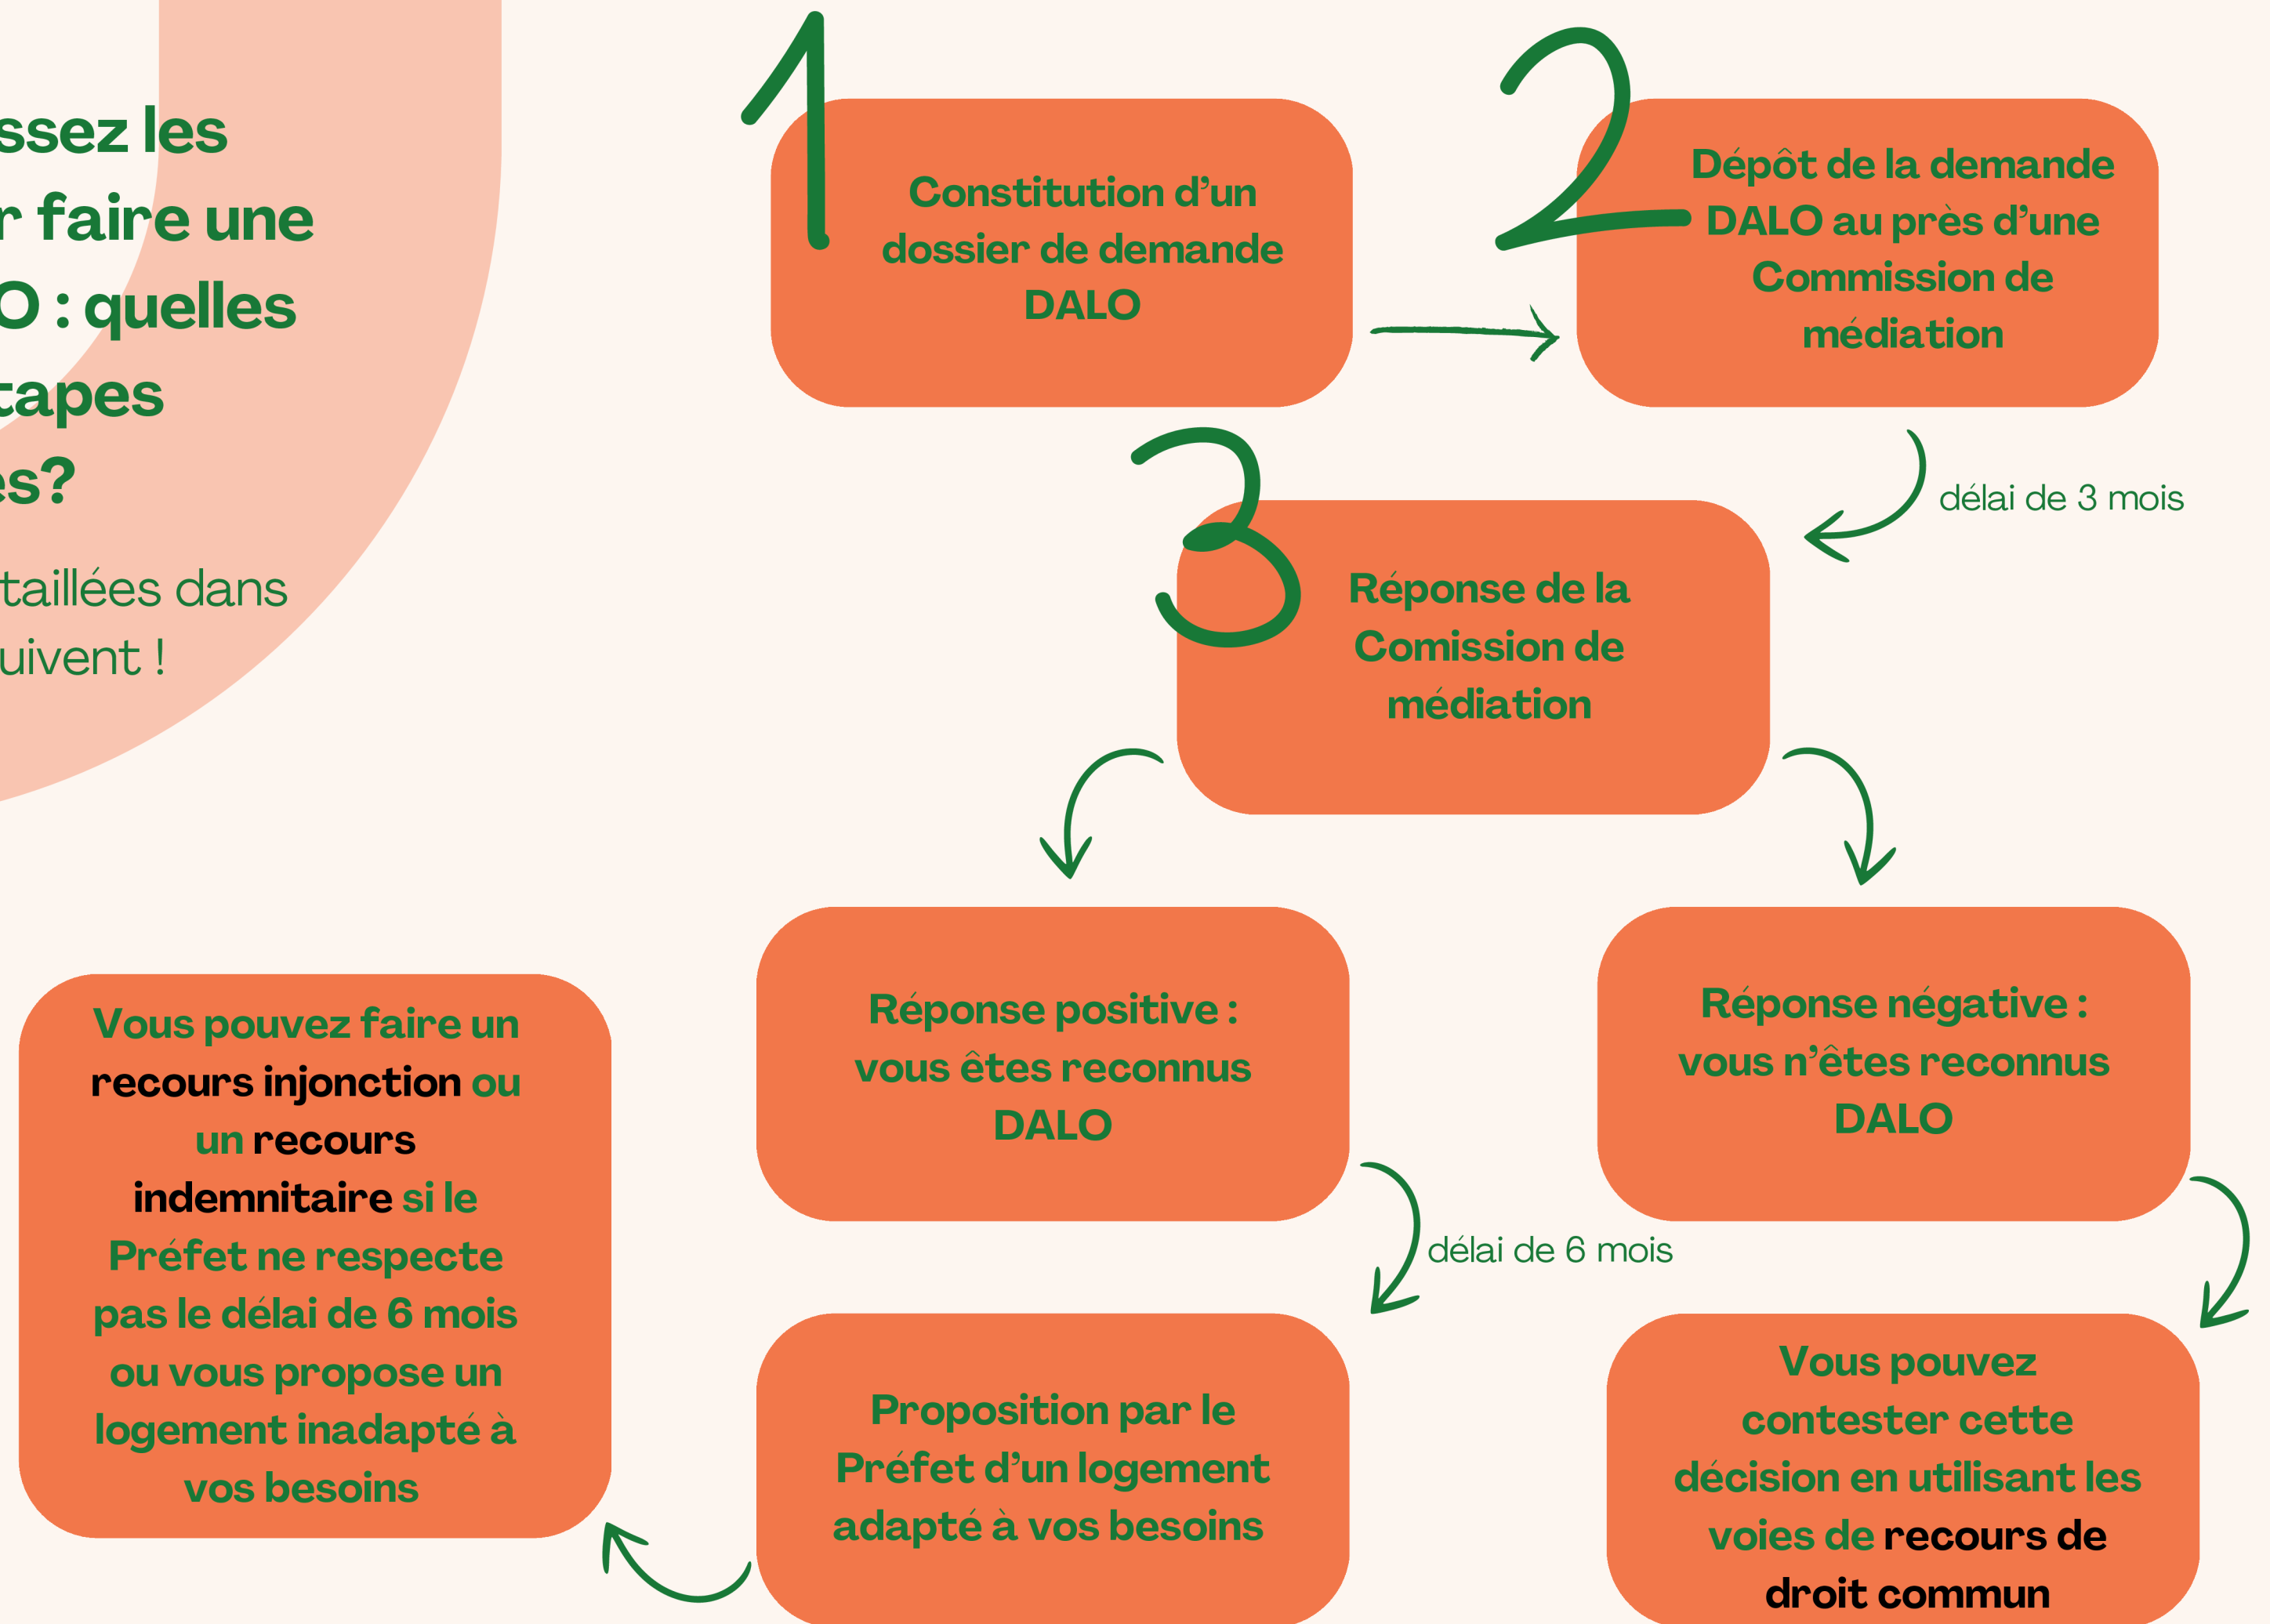 ssez les
r faire une
O : quelles
tapes
es?
taillées dans
uivent !
1
Constitution d’un
dossier de demande
DALO
2
Dépôt de la demande
DALO au près d’une
Commission de
médiation
délai de 3 mois
3
Réponse de la
Comission de
médiation
Réponse positive :
vous êtes reconnus
DALO
délai de 6 mois
Proposition par le
Préfet d’un logement
adapté à vos besoins
Vous pouvez faire un
recours injonction ou
un recours
indemnitaire si le
Préfet ne respecte
pas le délai de 6 mois
ou vous propose un
logement inadapté à
vos besoins
Réponse négative :
vous n’êtes reconnus
DALO
Vous pouvez
contester cette
décision en utilisant les
voies de recours de
droit commun